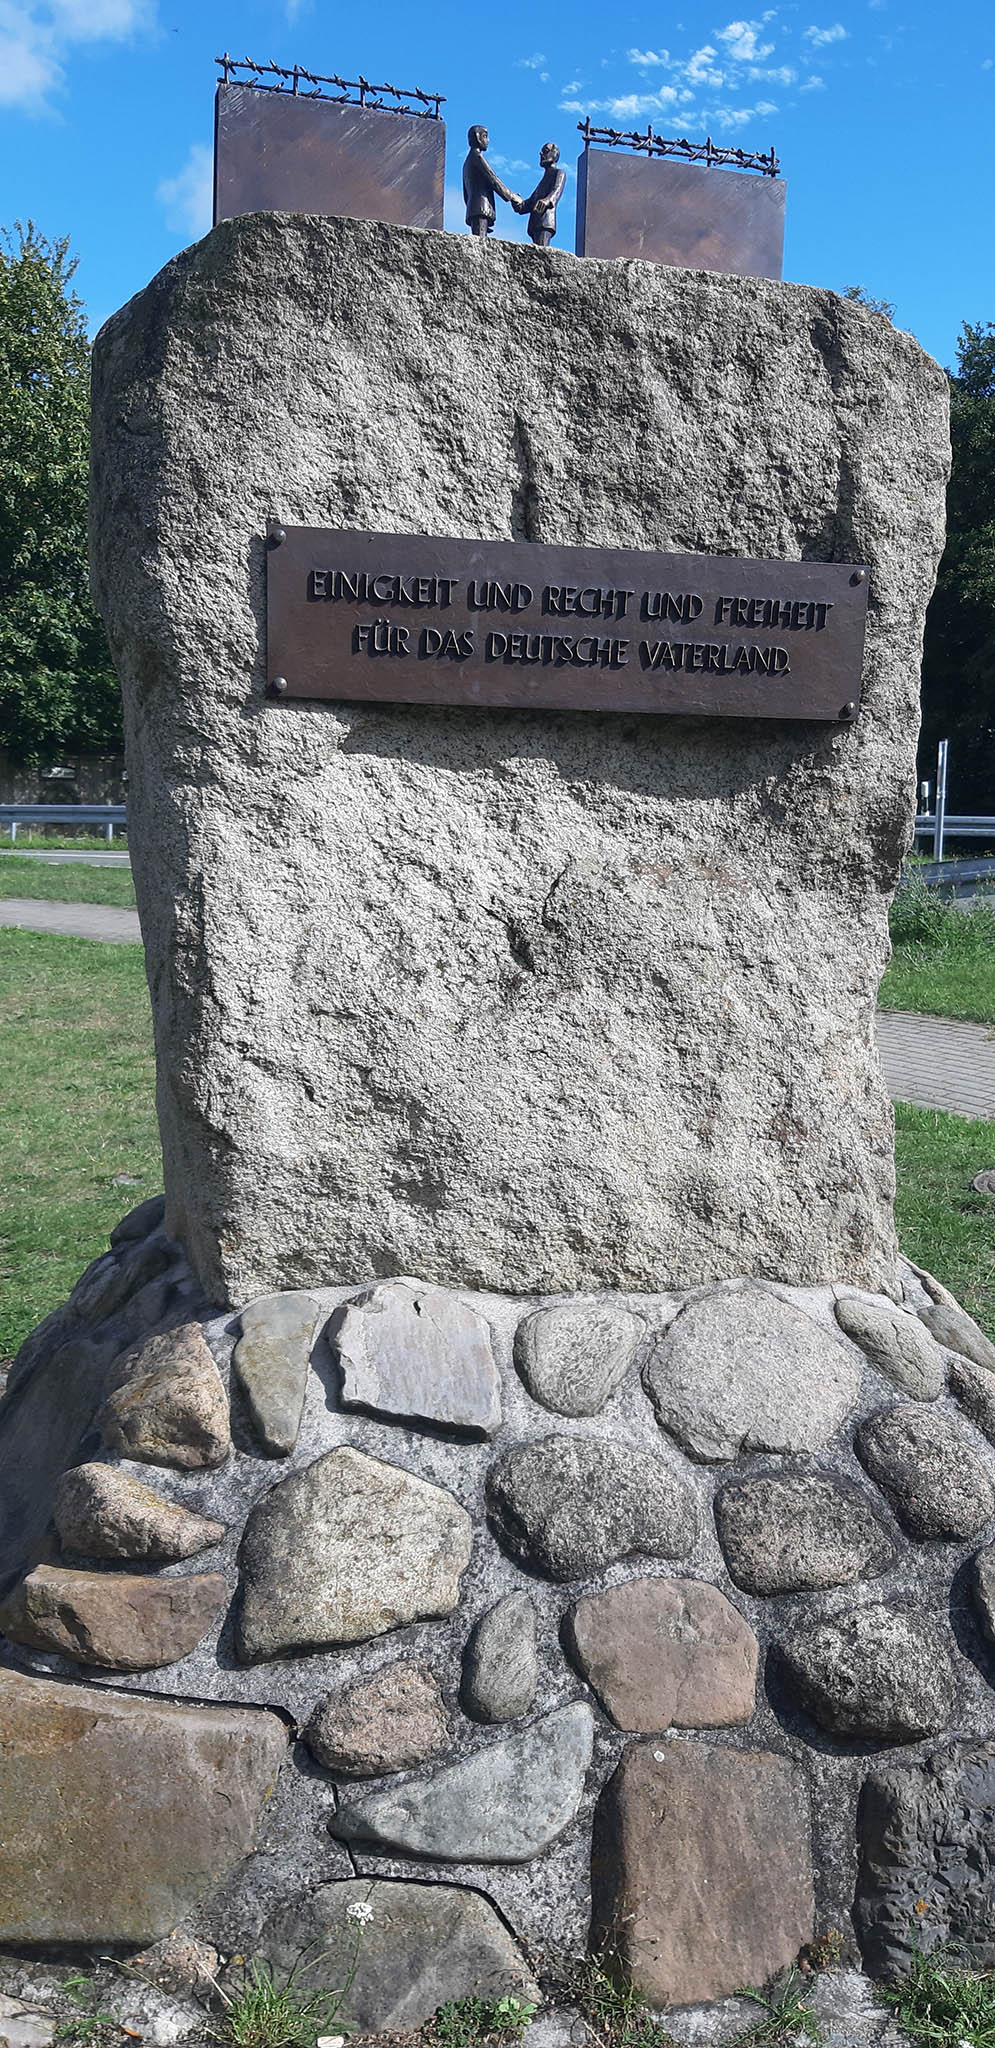 EINIGKEIT UND RECHT UND FREIHEIT
FÜR DAS DEUTSCHE VATERLAND.